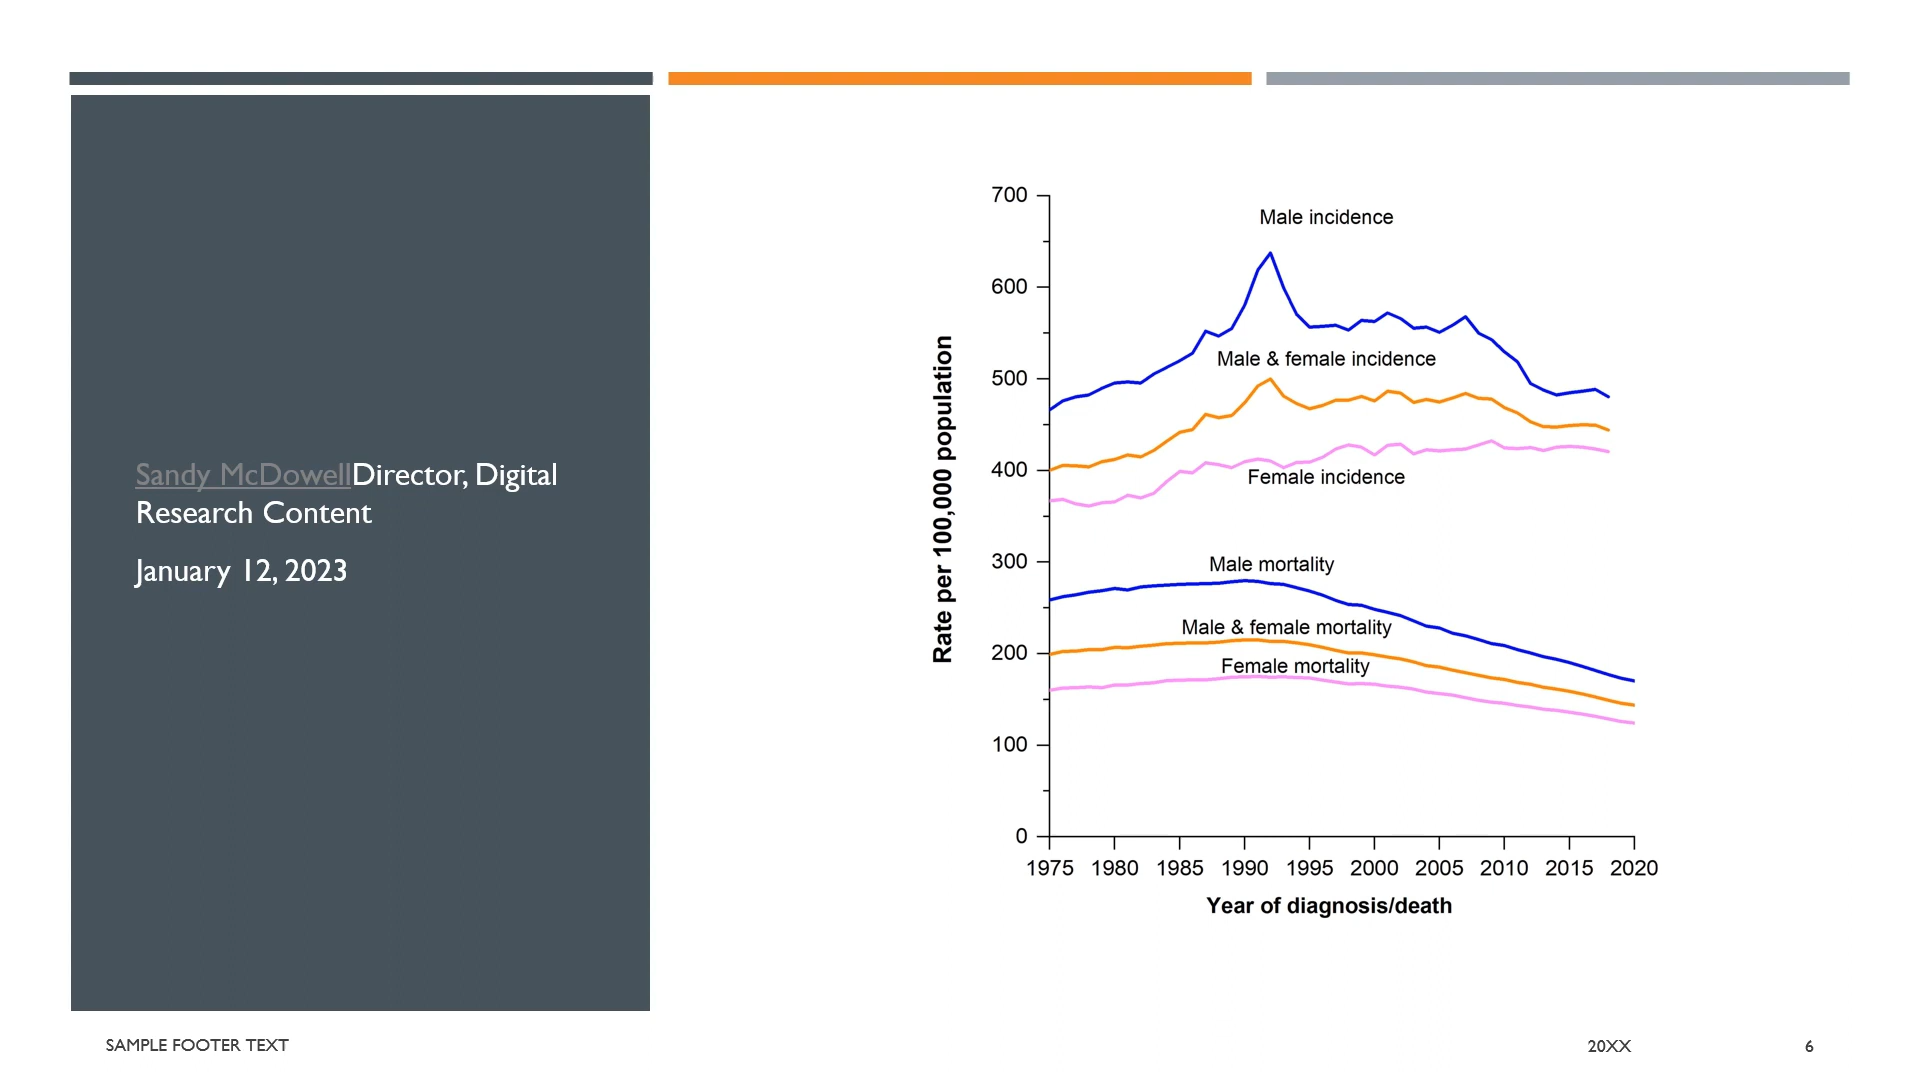 Sandy McDowellDirector, Digital
Research Content
January 12, 2023
700
600
500
400
300
200
100
0
Rate per 100,000 population
Male incidence
Male & female incidence
Female incidence
Male mortality
Male & female mortality
Female mortality
1975 1980 1985 1990 1995 2000 2005 2010 2015 2020
Year of diagnosis/death
SAMPLE FOOTER TEXT
20XX
6